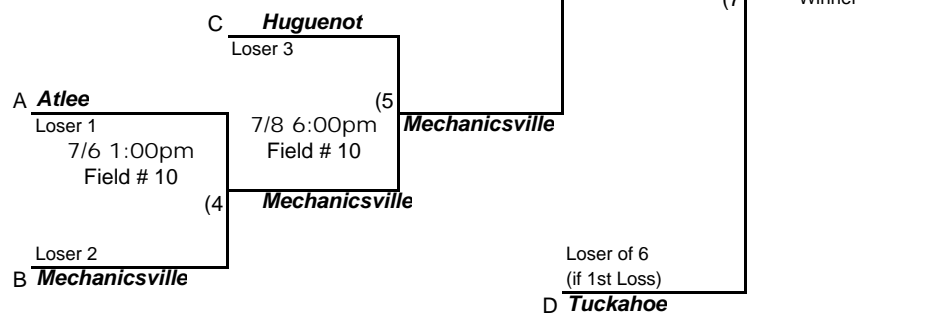 (7
Winner
C Huguenot
Loser 3
A Atlee
(5
Loser 1
7/8 6:00pm
Mechanicsville
7/6 1:00pm
Field # 10
Field # 10
(4
Mechanicsville
Loser 2
Loser of 6
B Mechanicsville
(if 1st Loss)
D Tuckahoe